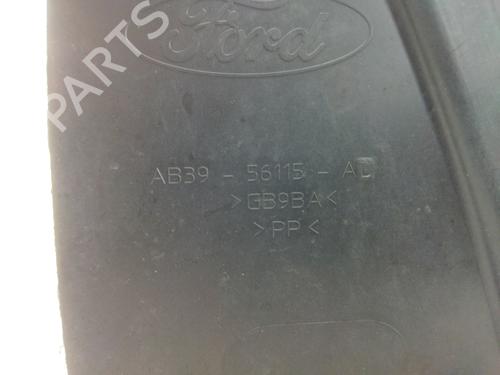 B-PARTS
Ford
AB39 - 56115 - AD
>GB9BA<
>PP<